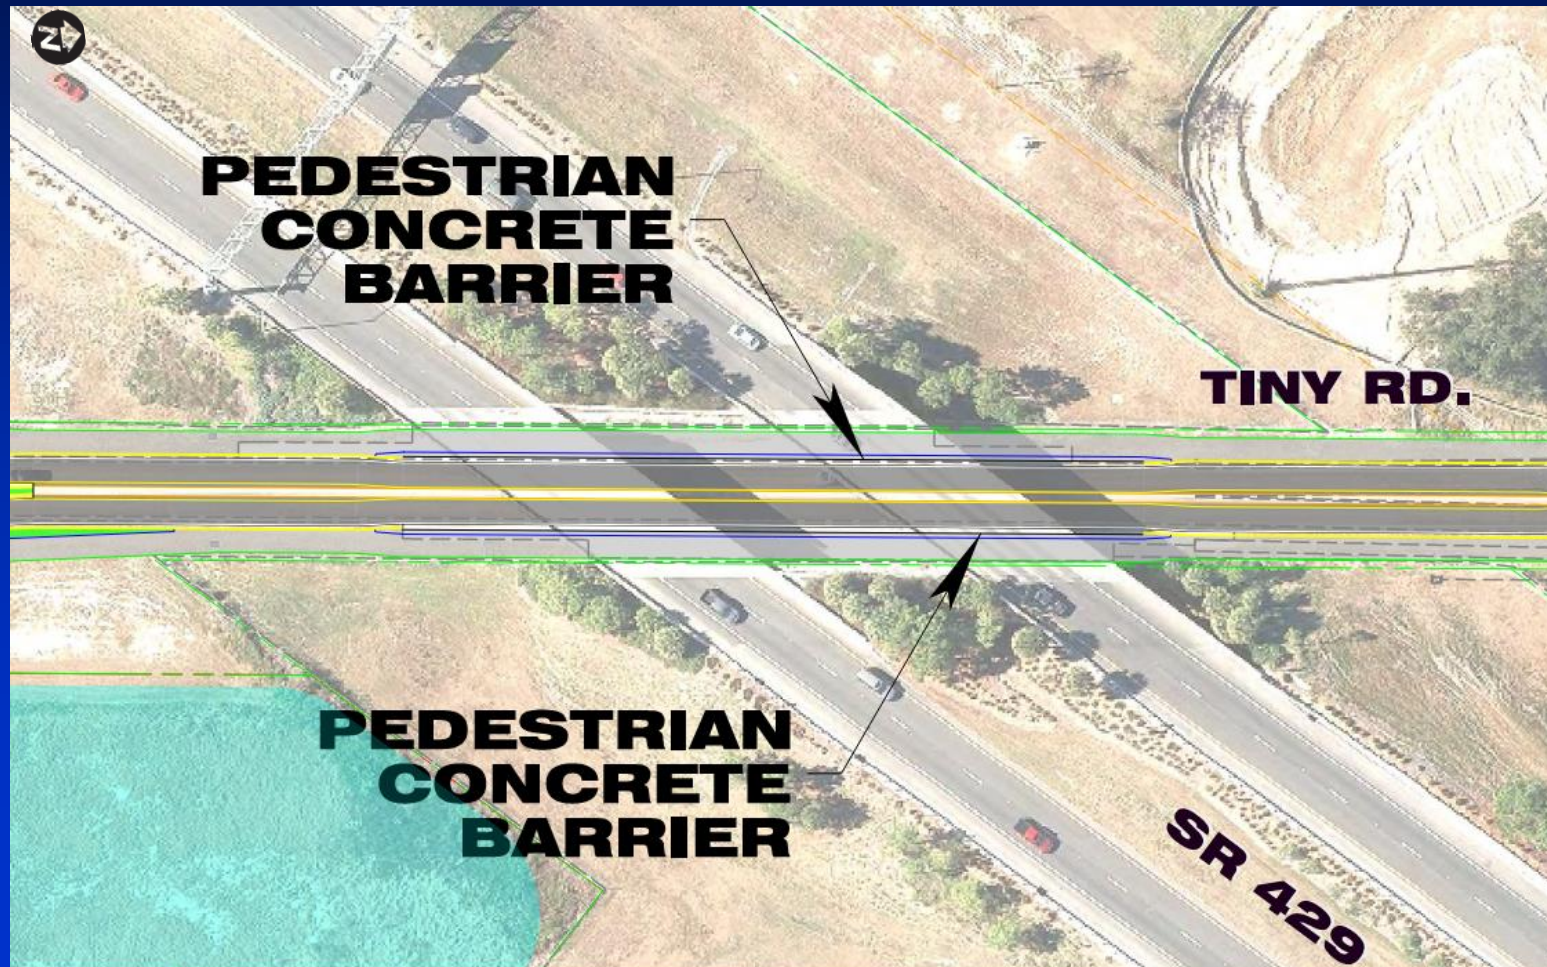 Z
PEDESTRIAN
CONCRETE
BARRIER
TINY RD.
PEDESTRIAN
CONCRETE
BARRIER
SR 429